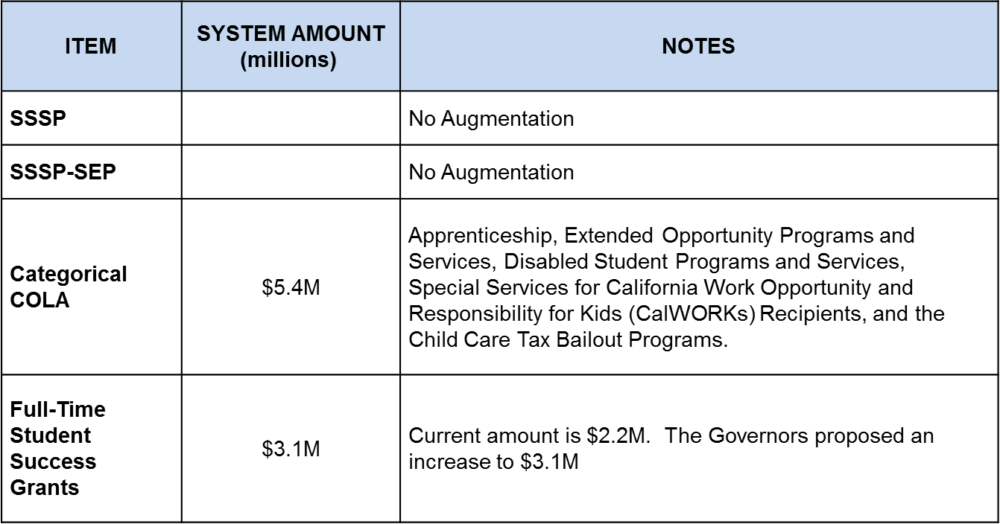 ITEM
SYSTEM AMOUNT
(millions)
NOTES
SSSP
No Augmentation
SSSP-SEP
No Augmentation
Categorical
COLA
$5.4M
Apprenticeship, Extended Opportunity Programs and
Services, Disabled Student Programs and Services,
Special Services for California Work Opportunity and
Responsibility for Kids (CalWORKs) Recipients, and the
Child Care Tax Bailout Programs.
Full-Time
Student
Success
Grants
$3.1M
Current amount is $2.2M.  The Governors proposed an
increase to $3.1M